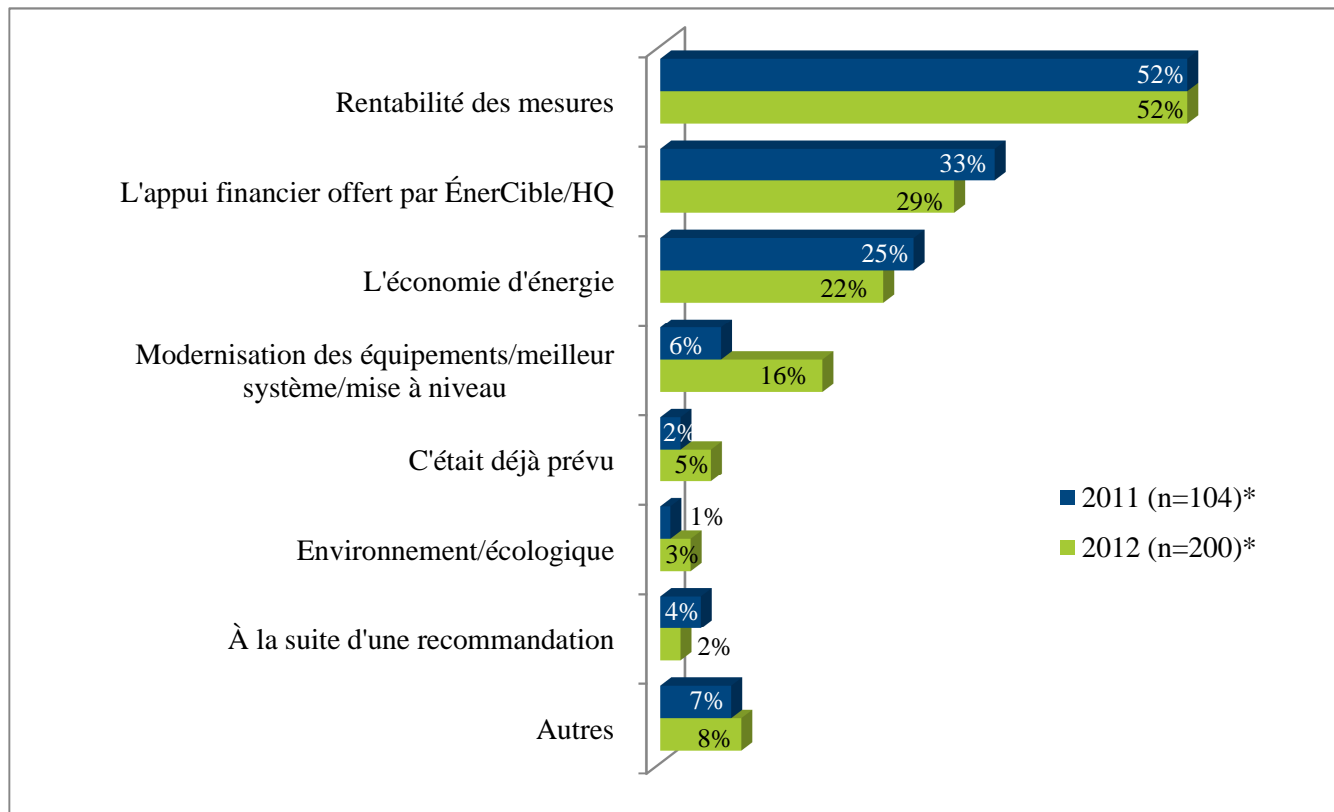 Rentabilité des mesures
52%
52%
L'appui financier offert par ÉnerCible/HQ
33%
29%
L'économie d'énergie
25%
22%
Modernisation des équipements/meilleur
système/mise à niveau
6%
16%
C'était déjà prévu
2%
5%
Environnement/écologique
1%
3%
À la suite d'une recommandation
4%
2%
Autres
7%
8%
2011 (n=104)*
2012 (n=200)*